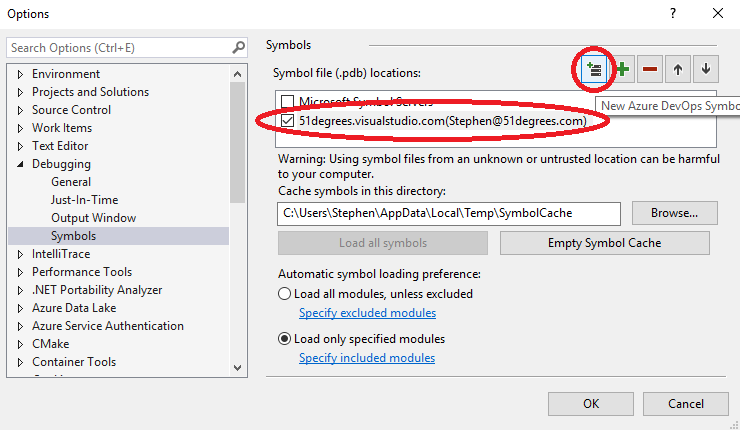 Options
Search Options (Ctrl+E)
Environment
Projects and Solutions
Source Control
Work Items
Text Editor
Debugging
General
Just-In-Time
Output Window
Symbols
IntelliTrace
Performance Tools
.NET Portability Analyzer
Azure Data Lake
Azure Service Authentication
CMake
Container Tools
Symbols
Symbol file (.pdb) locations:
Microsoft Symbol Servers
New Azure DevOps Symbo
51degrees.visualstudio.com(Stephen@51degrees.com)
Warning: Using symbol files from an unknown or untrusted location can be harmful
to your computer.
Cache symbols in this directory:
C:\Users\Stephen\AppData\Local\Temp\SymbolCache
Browse...
Load all symbols
Empty Symbol Cache
Automatic symbol loading preference:
Load all modules, unless excluded
Specify excluded modules
Load only specified modules
Specify included modules
OK
Cancel